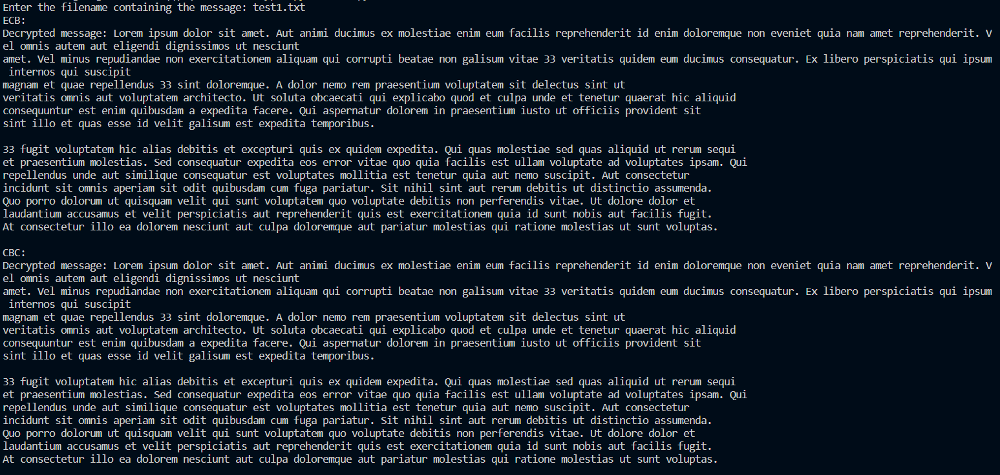 Enter the filename containing the message: test1.txt
ECB:
Decrypted message: Lorem ipsum dolor sit amet. Aut animi ducimus ex molestiae enim eum facilis reprehenderit id enim doloremque non eveniet quia nam amet reprehenderit. V
el omnis autem aut eligendi dignissimos ut nesciunt
amet. Vel minus repudiandae non exercitationem aliquam qui corrupti beatae non galisum vitae 33 veritatis quidem eum ducimus consequatur. Ex libero perspiciatis qui ipsum
 internos qui suscipit
magnam et quae repellendus 33 sint doloremque. A dolor nemo rem praesentium voluptatem sit delectus sint ut
veritatis omnis aut voluptatem architecto. Ut soluta obcaecati qui explicabo quod et culpa unde et tenetur quaerat hic aliquid
consequuntur est enim quibusdam a expedita facere. Qui aspernatur dolorem in praesentium iusto ut officiis provident sit
sint illo et quas esse id velit galisum est expedita temporibus.

33 fugit voluptatem hic alias debitis et excepturi quis ex quidem expedita. Qui quas molestiae sed quas aliquid ut rerum sequi
et praesentium molestias. Sed consequatur expedita eos error vitae quo quia facilis est ullam voluptate ad voluptates ipsam. Qui
repellendus unde aut similique consequatur est voluptates mollitia est tenetur quia aut nemo suscipit. Aut consectetur
incidunt sit omnis aperiam sit odit quibusdam cum fuga pariatur. Sit nihil sint aut rerum debitis ut distinctio assumenda.
Quo porro dolorum ut quisquam velit qui sunt voluptatem quo voluptate debitis non perferendis vitae. Ut dolore dolor et
laudantium accusamus et velit perspiciatis aut reprehenderit quis est exercitationem quia id sunt nobis aut facilis fugit.
At consectetur illo ea dolorem nesciunt aut culpa doloremque aut pariatur molestias qui ratione molestias ut sunt voluptas.

CBC:
Decrypted message: Lorem ipsum dolor sit amet. Aut animi ducimus ex molestiae enim eum facilis reprehenderit id enim doloremque non eveniet quia nam amet reprehenderit. V
el omnis autem aut eligendi dignissimos ut nesciunt
amet. Vel minus repudiandae non exercitationem aliquam qui corrupti beatae non galisum vitae 33 veritatis quidem eum ducimus consequatur. Ex libero perspiciatis qui ipsum
 internos qui suscipit
magnam et quae repellendus 33 sint doloremque. A dolor nemo rem praesentium voluptatem sit delectus sint ut
veritatis omnis aut voluptatem architecto. Ut soluta obcaecati qui explicabo quod et culpa unde et tenetur quaerat hic aliquid
consequuntur est enim quibusdam a expedita facere. Qui aspernatur dolorem in praesentium iusto ut officiis provident sit
sint illo et quas esse id velit galisum est expedita temporibus.

33 fugit voluptatem hic alias debitis et excepturi quis ex quidem expedita. Qui quas molestiae sed quas aliquid ut rerum sequi
et praesentium molestias. Sed consequatur expedita eos error vitae quo quia facilis est ullam voluptate ad voluptates ipsam. Qui
repellendus unde aut similique consequatur est voluptates mollitia est tenetur quia aut nemo suscipit. Aut consectetur
incidunt sit omnis aperiam sit odit quibusdam cum fuga pariatur. Sit nihil sint aut rerum debitis ut distinctio assumenda.
Quo porro dolorum ut quisquam velit qui sunt voluptatem quo voluptate debitis non perferendis vitae. Ut dolore dolor et
laudantium accusamus et velit perspiciatis aut reprehenderit quis est exercitationem quia id sunt nobis aut facilis fugit.
At consectetur illo ea dolorem nesciunt aut culpa doloremque aut pariatur molestias qui ratione molestias ut sunt voluptas.